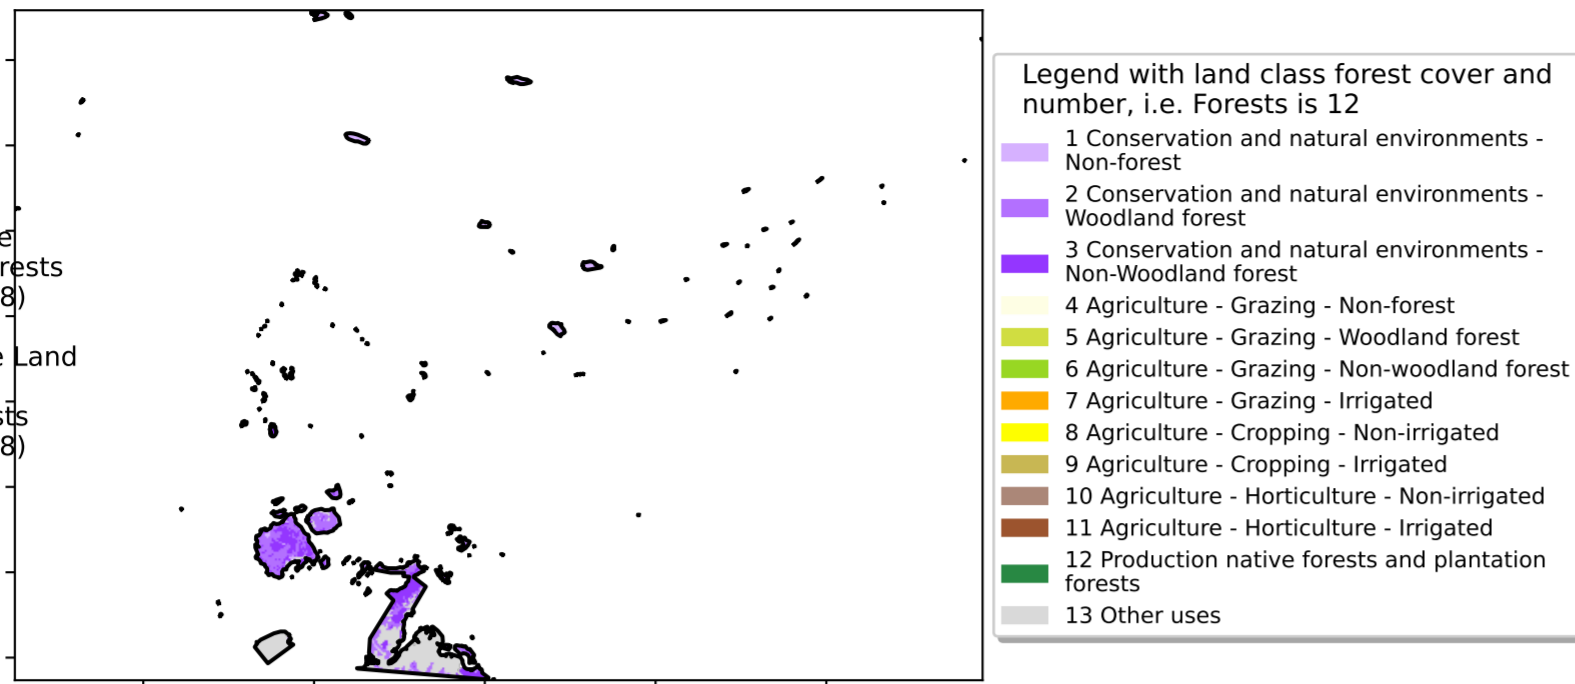 rests
8)
Land
8)
Legend with land class forest cover and
number, i.e. Forests is 12
1 Conservation and natural environments -
Non-forest
2 Conservation and natural environments -
Woodland forest
3 Conservation and natural environments -
Non-Woodland forest
4 Agriculture - Grazing - Non-forest
5 Agriculture - Grazing - Woodland forest
6 Agriculture - Grazing - Non-woodland forest
7 Agriculture - Grazing - Irrigated
8 Agriculture - Cropping - Non-irrigated
9 Agriculture - Cropping - Irrigated
10 Agriculture - Horticulture - Non-irrigated
11 Agriculture - Horticulture - Irrigated
12 Production native forests and plantation
forests
13 Other uses